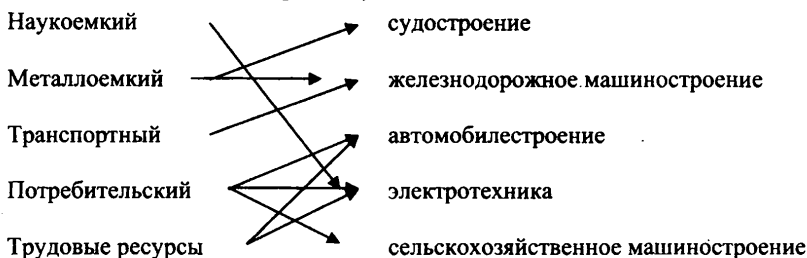 Наукоемкий судостроение
Металлоемкий железнодорожное машиностроение
Транспортный автомобилестроение
Потребительский электротехника
Трудовые ресурсы сельскохозяйственное машиностроение